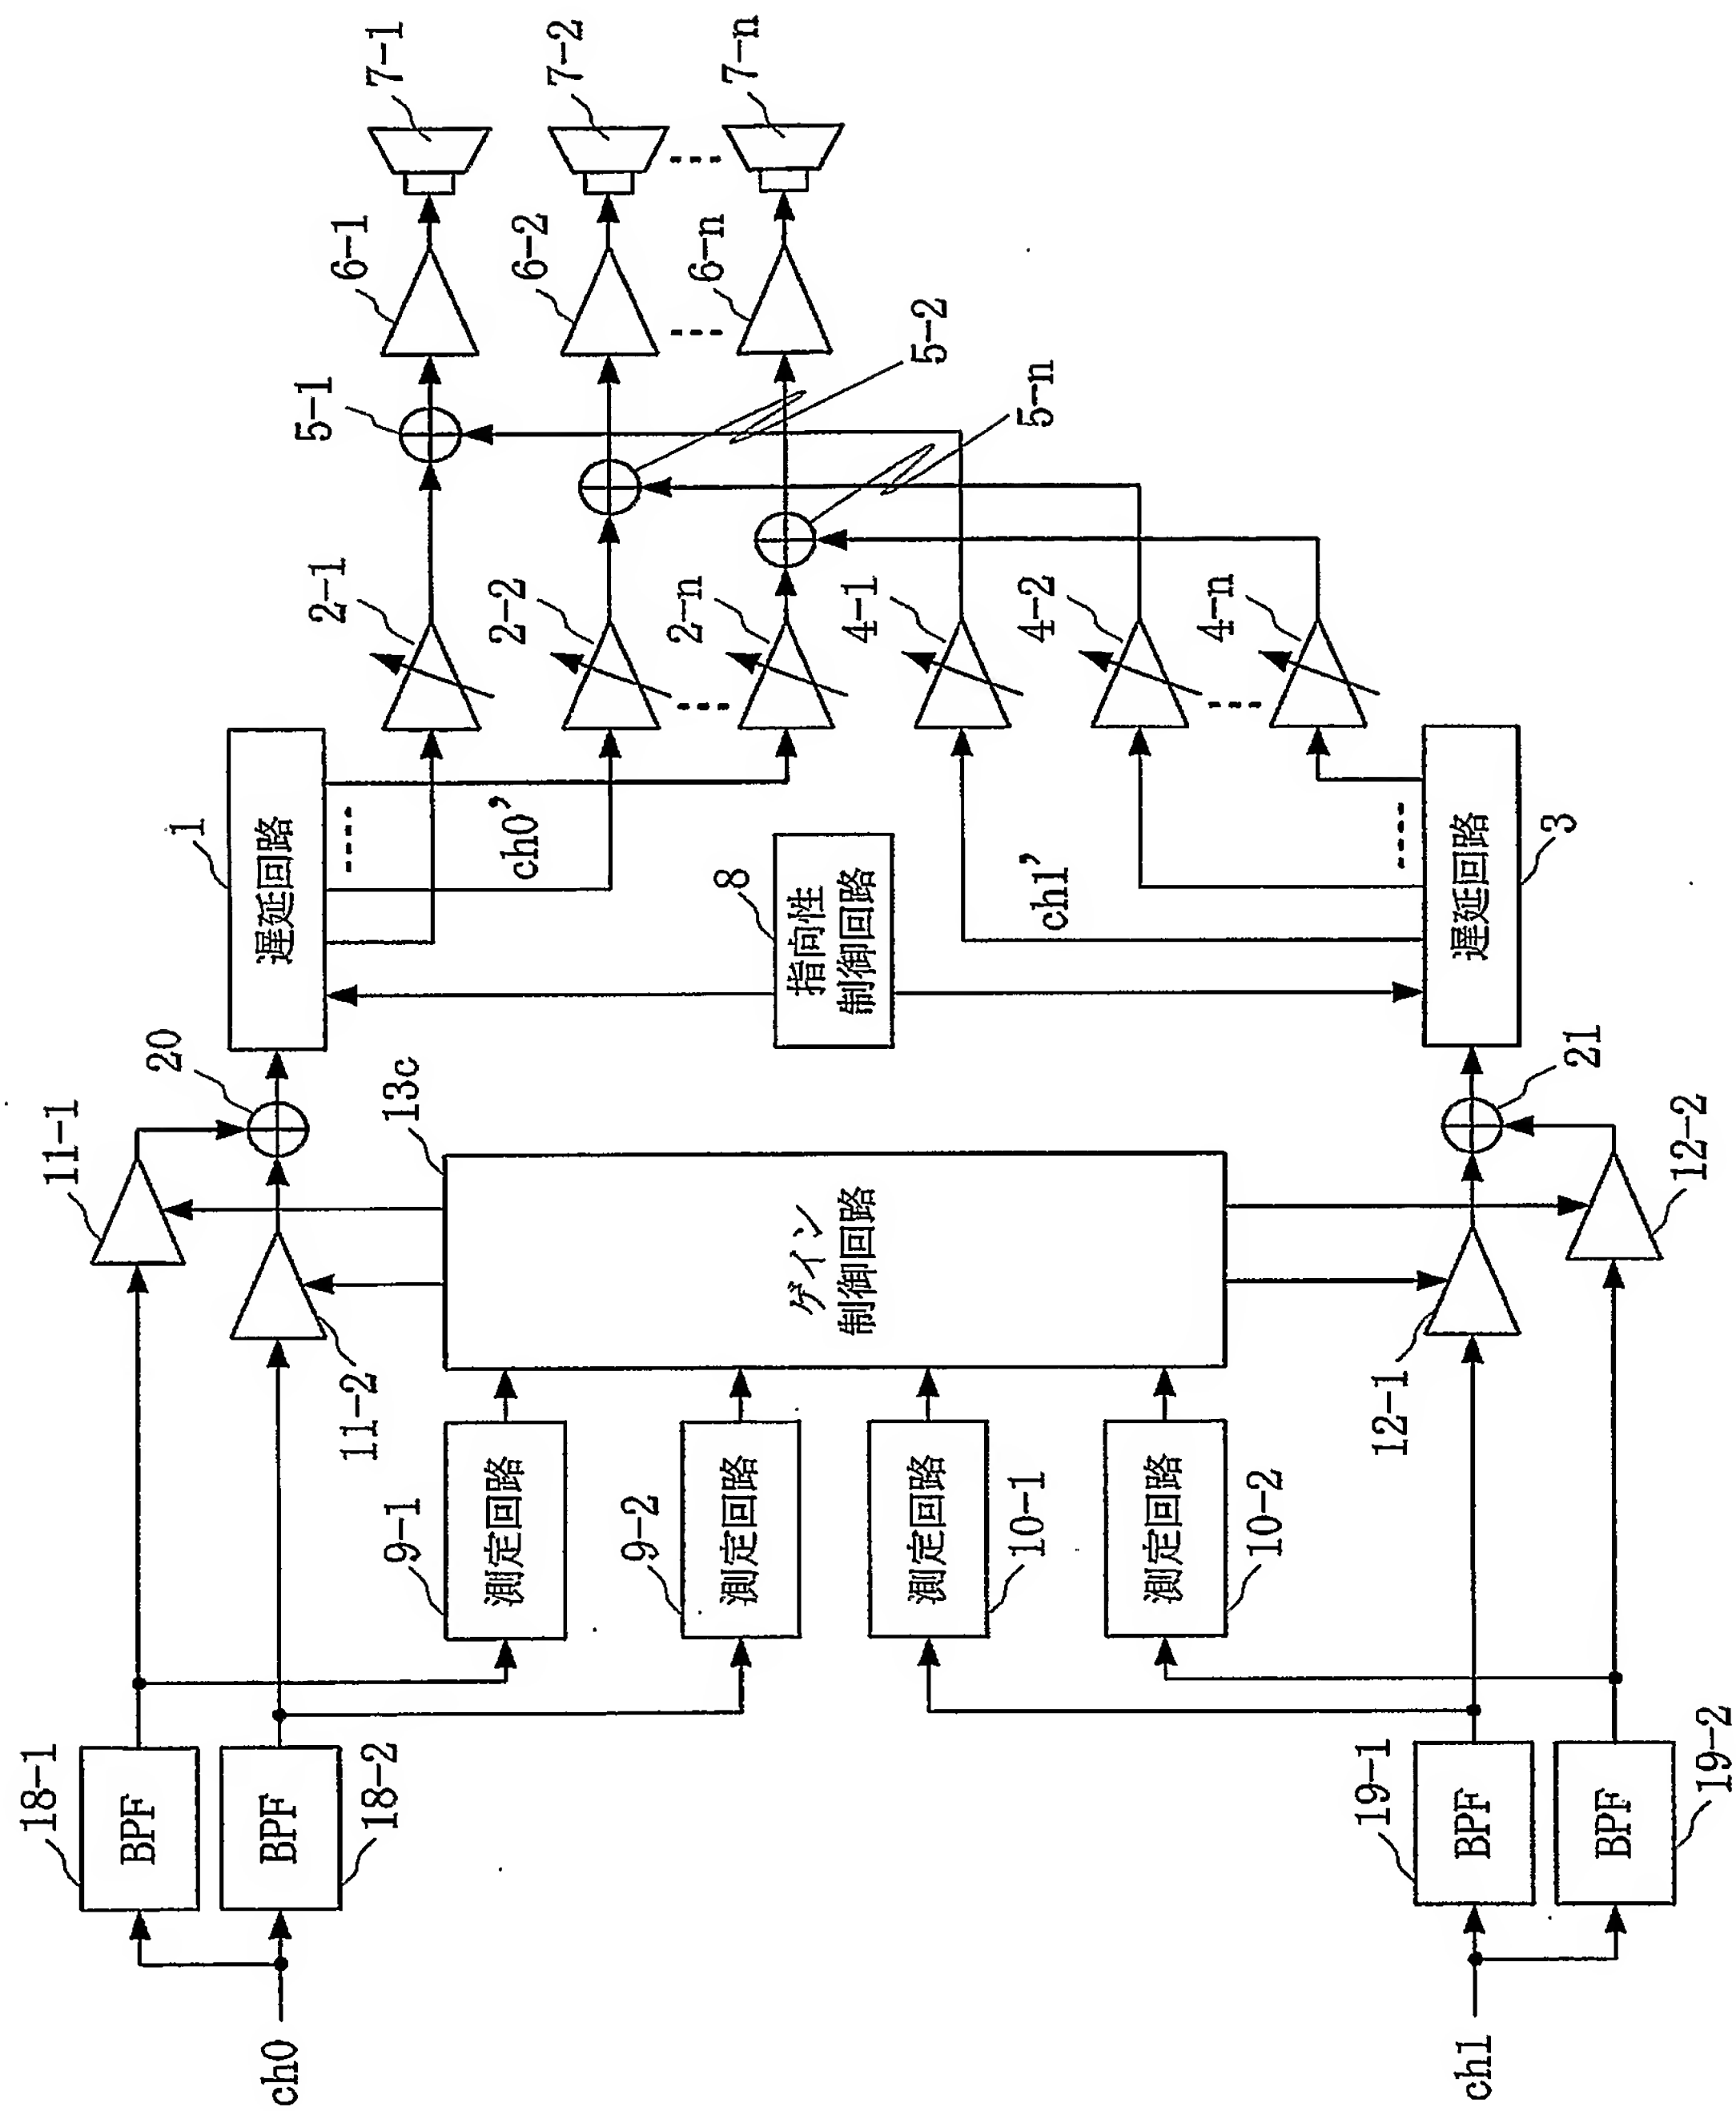 ch0
18-1
BPF
BPF
18-2
11-1
11-2
20
1
遅延回路
ch0'
2-1
2-2
2-n
5-1
6-1
6-2
6-n
7-1
7-2
7-n
5-2
5-n
9-1
測定回路
9-2
測定回路
測定回路
10-1
測定回路
10-2
13c
ゲイン
制御回路
8
指向性
制御回路
4-1
4-2
4-n
ch1'
ch1
19-1
BPF
BPF
19-2
12-1
12-2
21
遅延回路
3